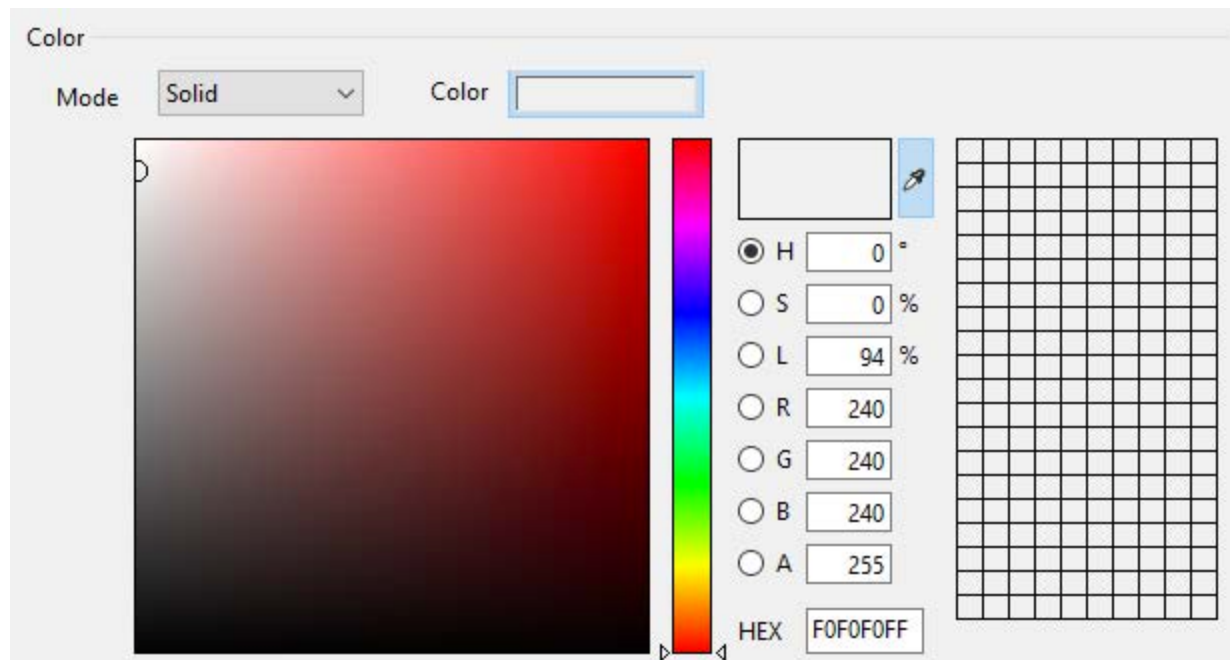 Color
Mode Solid Color
H 0 °
S 0 %
L 94 %
R 240
G 240
B 240
A 255
HEX F0F0F0FF